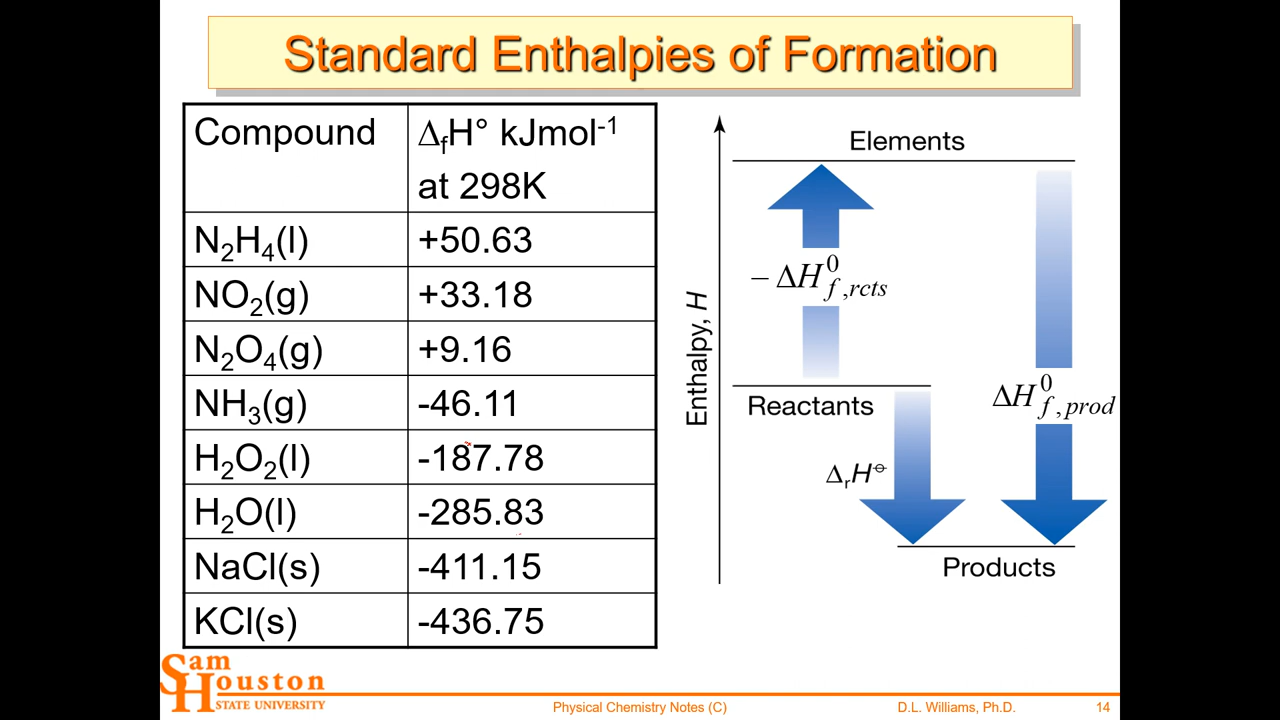 Standard Enthalpies of Formation
Compound
ΔfH° kJmol-1
at 298K
N2H4(l)
+50.63
NO2(g)
+33.18
N2O4(g)
+9.16
NH3(g)
-46.11
H2O2(l)
-187.78
H2O(l)
-285.83
NaCl(s)
-411.15
KCl(s)
-436.75
Enthalpy, H
Elements
– ΔH0f,rcts
Reactants
ΔH0f,prod
ΔrH⊖
Products
Sam
Houston
STATE UNIVERSITY
Physical Chemistry Notes (C)
D.L. Williams, Ph.D.
14